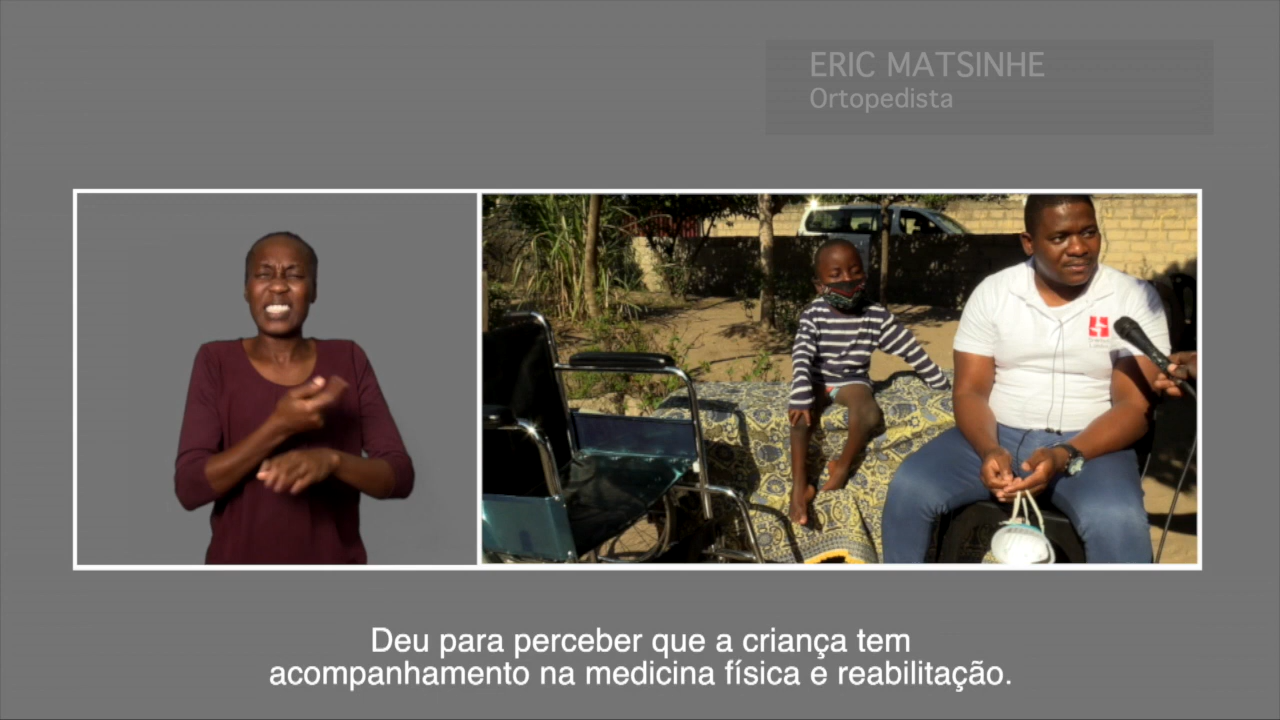 ERIC MATSINHE
Ortopedista
Deu para perceber que a criança tem
acompanhamento na medicina física e reabilitação.